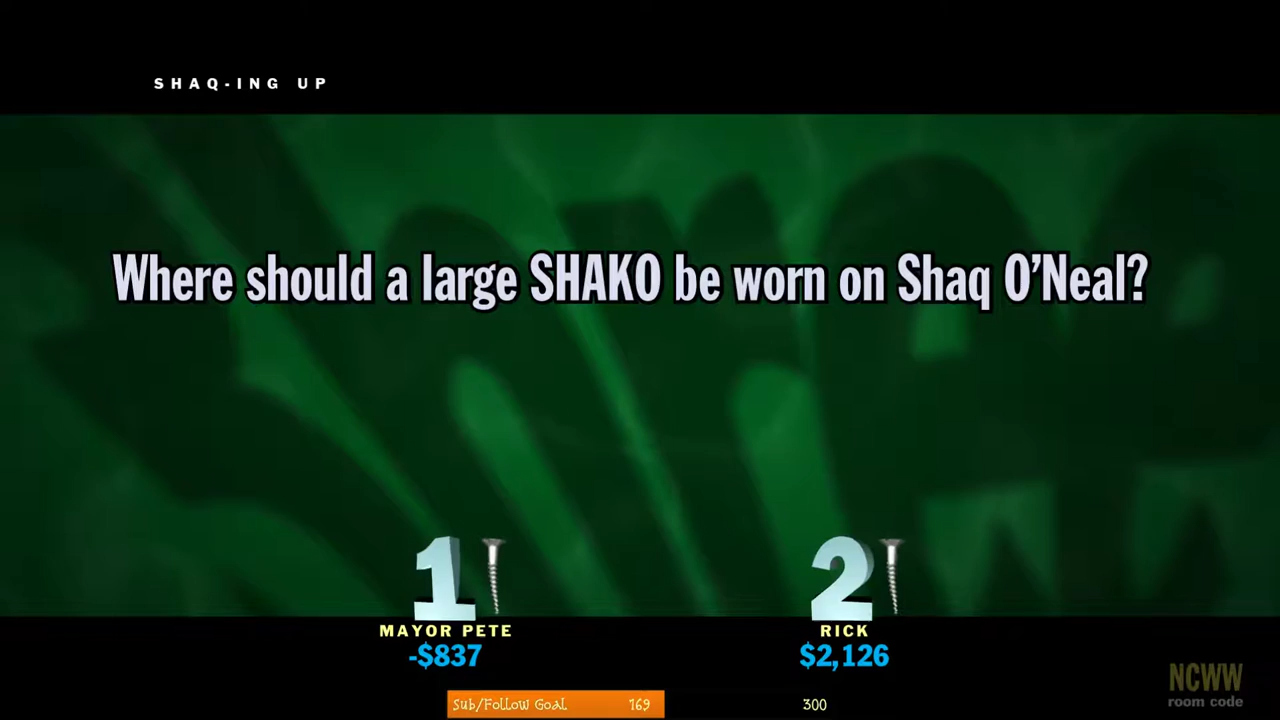 SHAQ-ING UP
Where should a large SHAKO be worn on Shaq O'Neal?
1 2
MAYOR PETE RICK
-$837 $2,126
NCWW
room code
Sub/Follow Goal 169 300